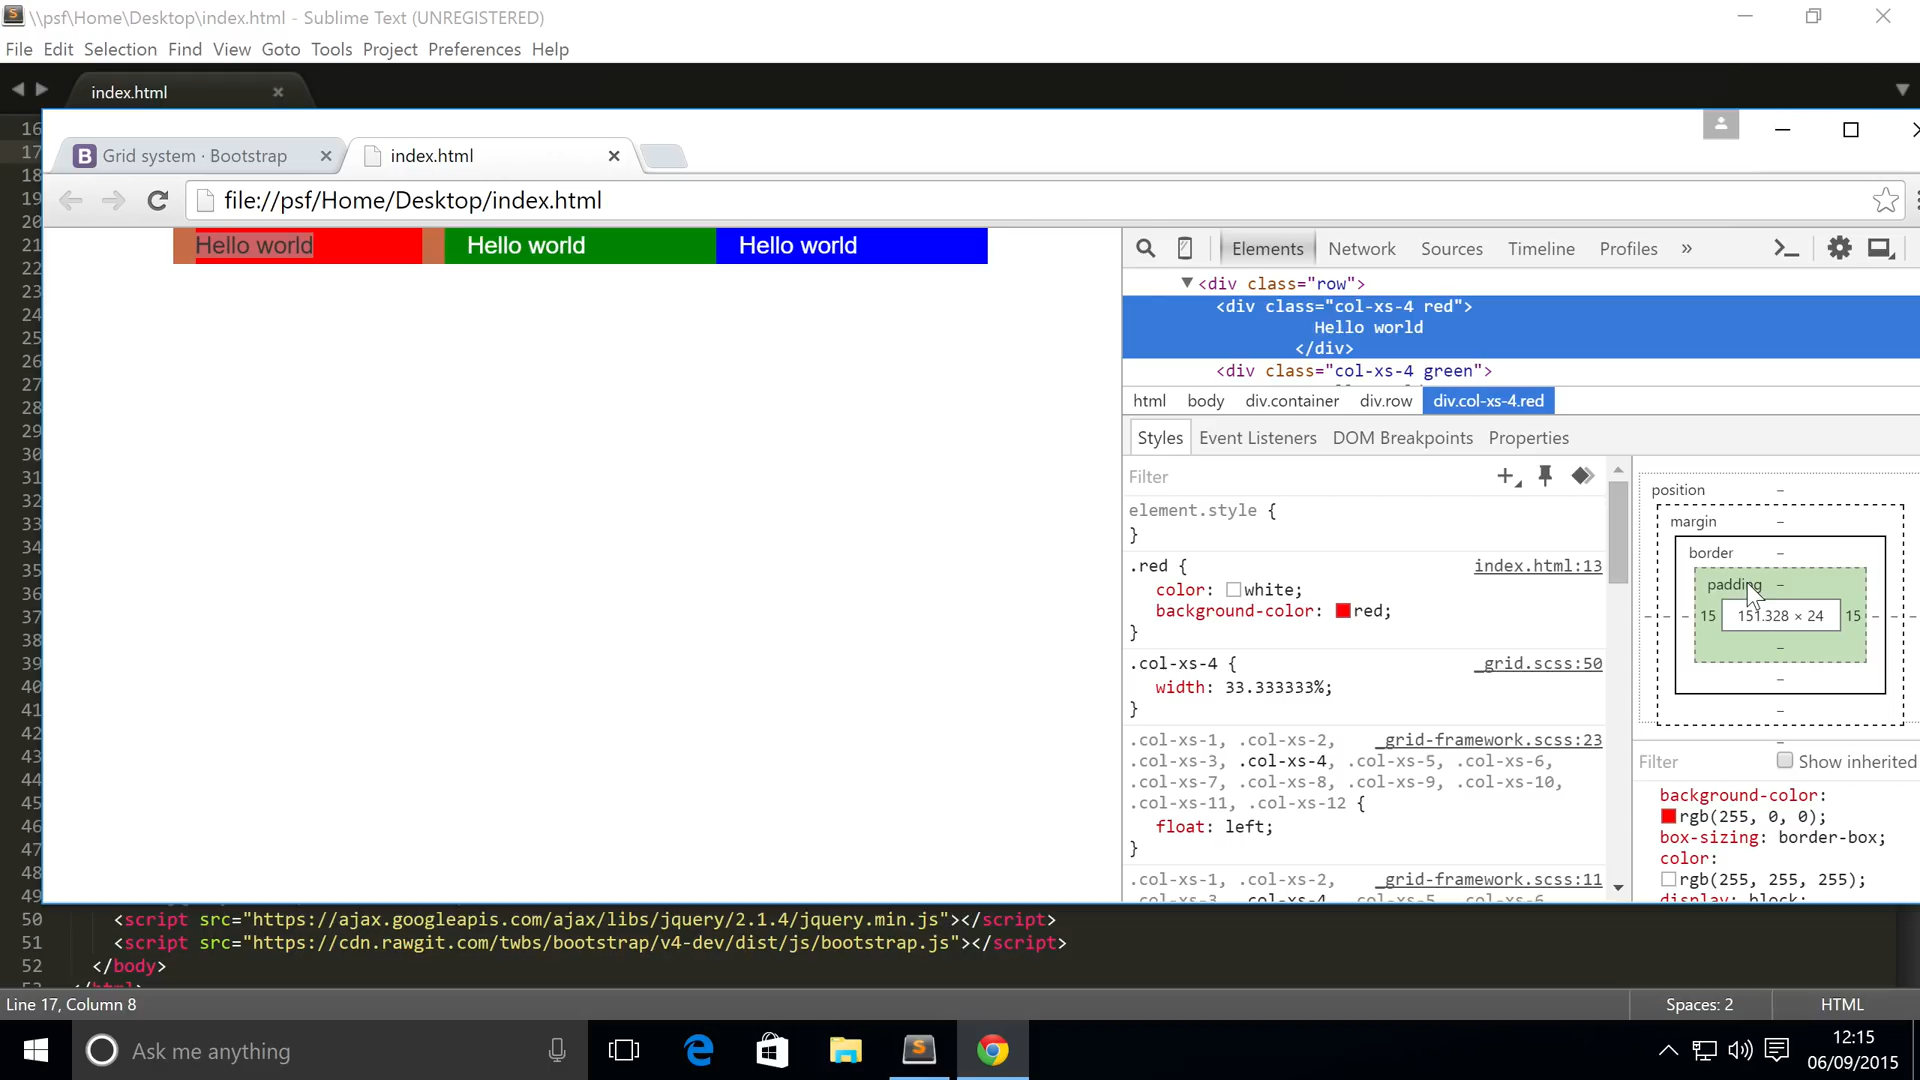 \\psf\Home\Desktop\index.html - Sublime Text (UNREGISTERED)
File Edit Selection Find View Goto Tools Project Preferences Help
index.html
Grid system · Bootstrap
index.html
file://psf/Home/Desktop/index.html
Hello world Hello world Hello world
Elements Network Sources Timeline Profiles »
<div class="row">
<div class="col-xs-4 red">
Hello world
</div>
<div class="col-xs-4 green">
html body div.container div.row div.col-xs-4.red
Styles Event Listeners DOM Breakpoints Properties
Filter
element.style {
}
.red { index.html:13
color: white;
background-color: red;
}
.col-xs-4 { _grid.scss:50
width: 33.333333%;
}
.col-xs-1, .col-xs-2, _grid-framework.scss:23
.col-xs-3, .col-xs-4, .col-xs-5, .col-xs-6,
.col-xs-7, .col-xs-8, .col-xs-9, .col-xs-10,
.col-xs-11, .col-xs-12 {
float: left;
}
.col-xs-1, .col-xs-2, _grid-framework.scss:11
position –
margin –
border –
padding –
– – – 15 151.328 × 24 15 – – –
–
–
–
–
Filter Show inherited
background-color:
rgb(255, 0, 0);
box-sizing: border-box;
color:
rgb(255, 255, 255);
display: block;
16
17
18
19
20
21
22
23
24
25
26
27
28
29
30
31
32
33
34
35
36
37
38
39
40
41
42
43
44
45
46
47
48
49
50 <script src="https://ajax.googleapis.com/ajax/libs/jquery/2.1.4/jquery.min.js"></script>
51 <script src="https://cdn.rawgit.com/twbs/bootstrap/v4-dev/dist/js/bootstrap.js"></script>
52 </body>
53 </html>
Line 17, Column 8 Spaces: 2 HTML
Ask me anything
12:15
06/09/2015